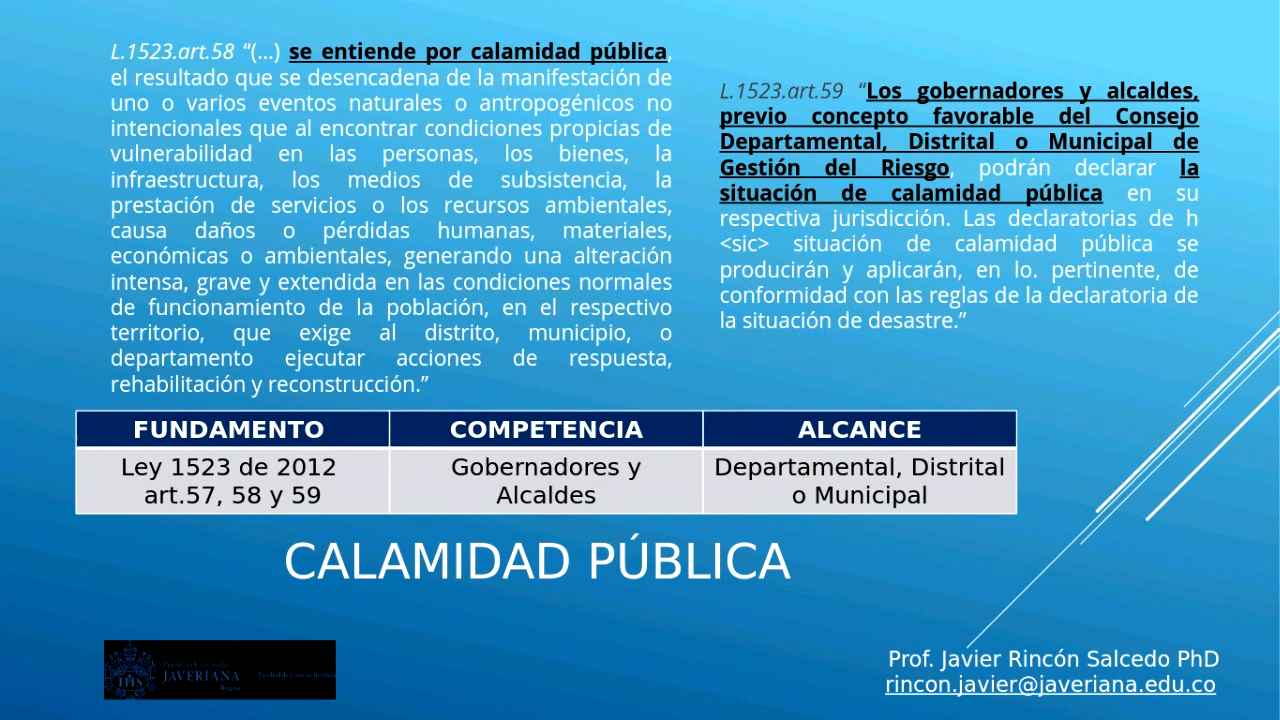 L.1523.art.58 “(…) se entiende por calamidad pública,
el resultado que se desencadena de la manifestación de
uno o varios eventos naturales o antropogénicos no
intencionales que al encontrar condiciones propicias de
vulnerabilidad en las personas, los bienes, la
infraestructura, los medios de subsistencia, la
prestación de servicios o los recursos ambientales,
causa daños o pérdidas humanas, materiales,
económicas o ambientales, generando una alteración
intensa, grave y extendida en las condiciones normales
de funcionamiento de la población, en el respectivo
territorio, que exige al distrito, municipio, o
departamento ejecutar acciones de respuesta,
rehabilitación y reconstrucción.”
L.1523.art.59 “Los gobernadores y alcaldes,
previo concepto favorable del Consejo
Departamental, Distrital o Municipal de
Gestión del Riesgo, podrán declarar la
situación de calamidad pública en su
respectiva jurisdicción. Las declaratorias de h
<sic> situación de calamidad pública se
producirán y aplicarán, en lo. pertinente, de
conformidad con las reglas de la declaratoria de
la situación de desastre.”
FUNDAMENTO COMPETENCIA ALCANCE
Ley 1523 de 2012 Gobernadores y Departamental, Distrital
art.57, 58 y 59 Alcaldes o Municipal
CALAMIDAD PÚBLICA
Pontificia Universidad
JAVERIANA
Bogotá
Prof. Javier Rincón Salcedo PhD
rincon.javier@javeriana.edu.co